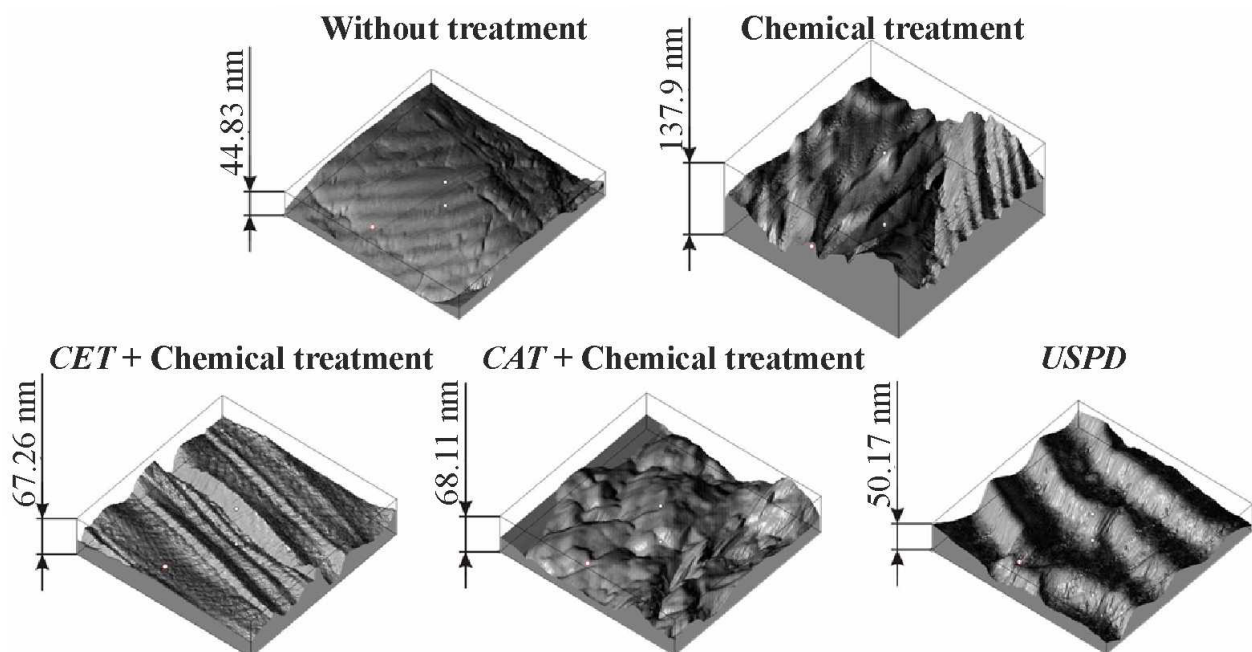 Without treatment
44.83 nm
Chemical treatment
137.9 nm
CET + Chemical treatment
67.26 nm
CAT + Chemical treatment
68.11 nm
USPD
50.17 nm